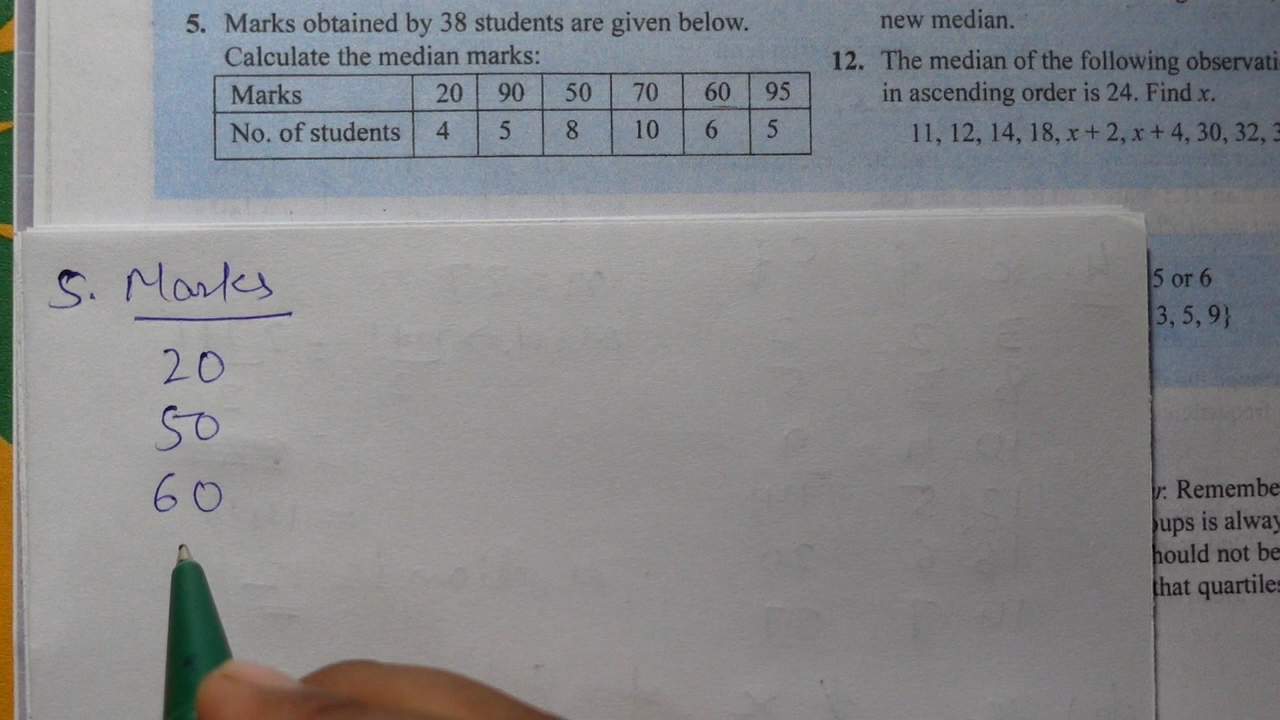 5. Marks obtained by 38 students are given below.
Calculate the median marks:
Marks 20 90 50 70 60 95
No. of students 4 5 8 10 6 5
new median.
12. The median of the following observati
in ascending order is 24. Find x.
11, 12, 14, 18, x + 2, x + 4, 30, 32, 3
5. Marks
20
50
60
5 or 6
3, 5, 9}
r: Remembe
ups is alway
hould not be
that quartiles